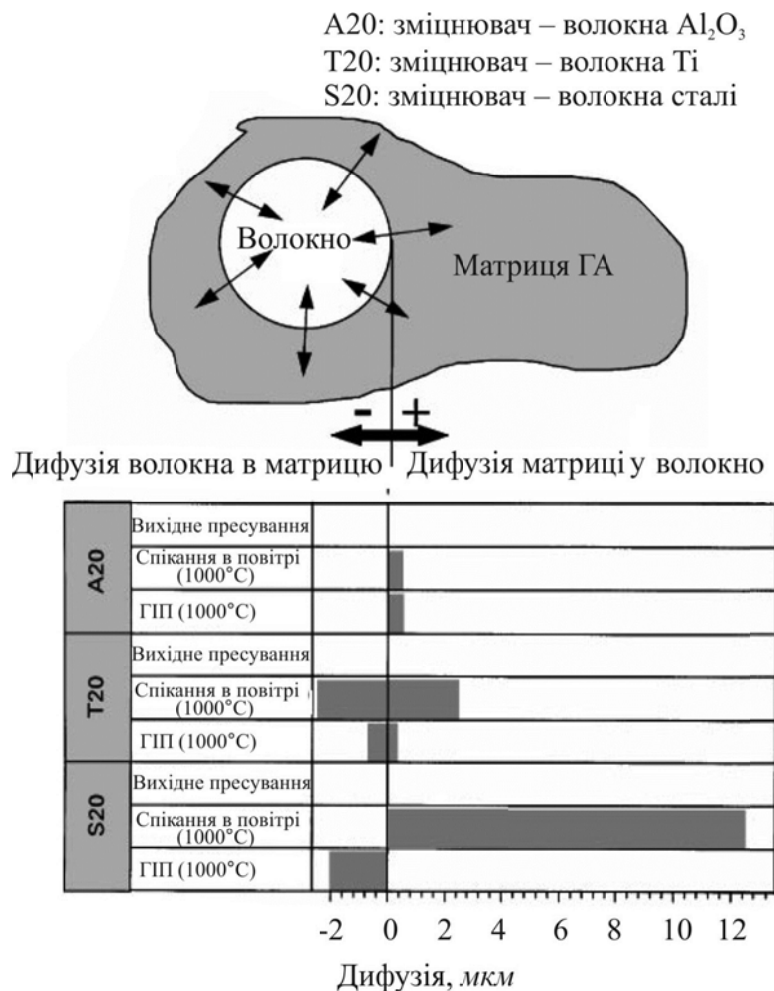 А20: зміцнювач – волокна Al₂O₃
Т20: зміцнювач – волокна Ti
S20: зміцнювач – волокна сталі
Волокно
Матриця ГА
- +
Дифузія волокна в матрицю
Дифузія матриці у волокно
A20
Вихідне пресування
Спікання в повітрі
(1000°С)
ГІП (1000°С)
T20
Вихідне пресування
Спікання в повітрі
(1000°С)
ГІП (1000°С)
S20
Вихідне пресування
Спікання в повітрі
(1000°С)
ГІП (1000°С)
-2 0 2 4 6 8 10 12
Дифузія, мкм